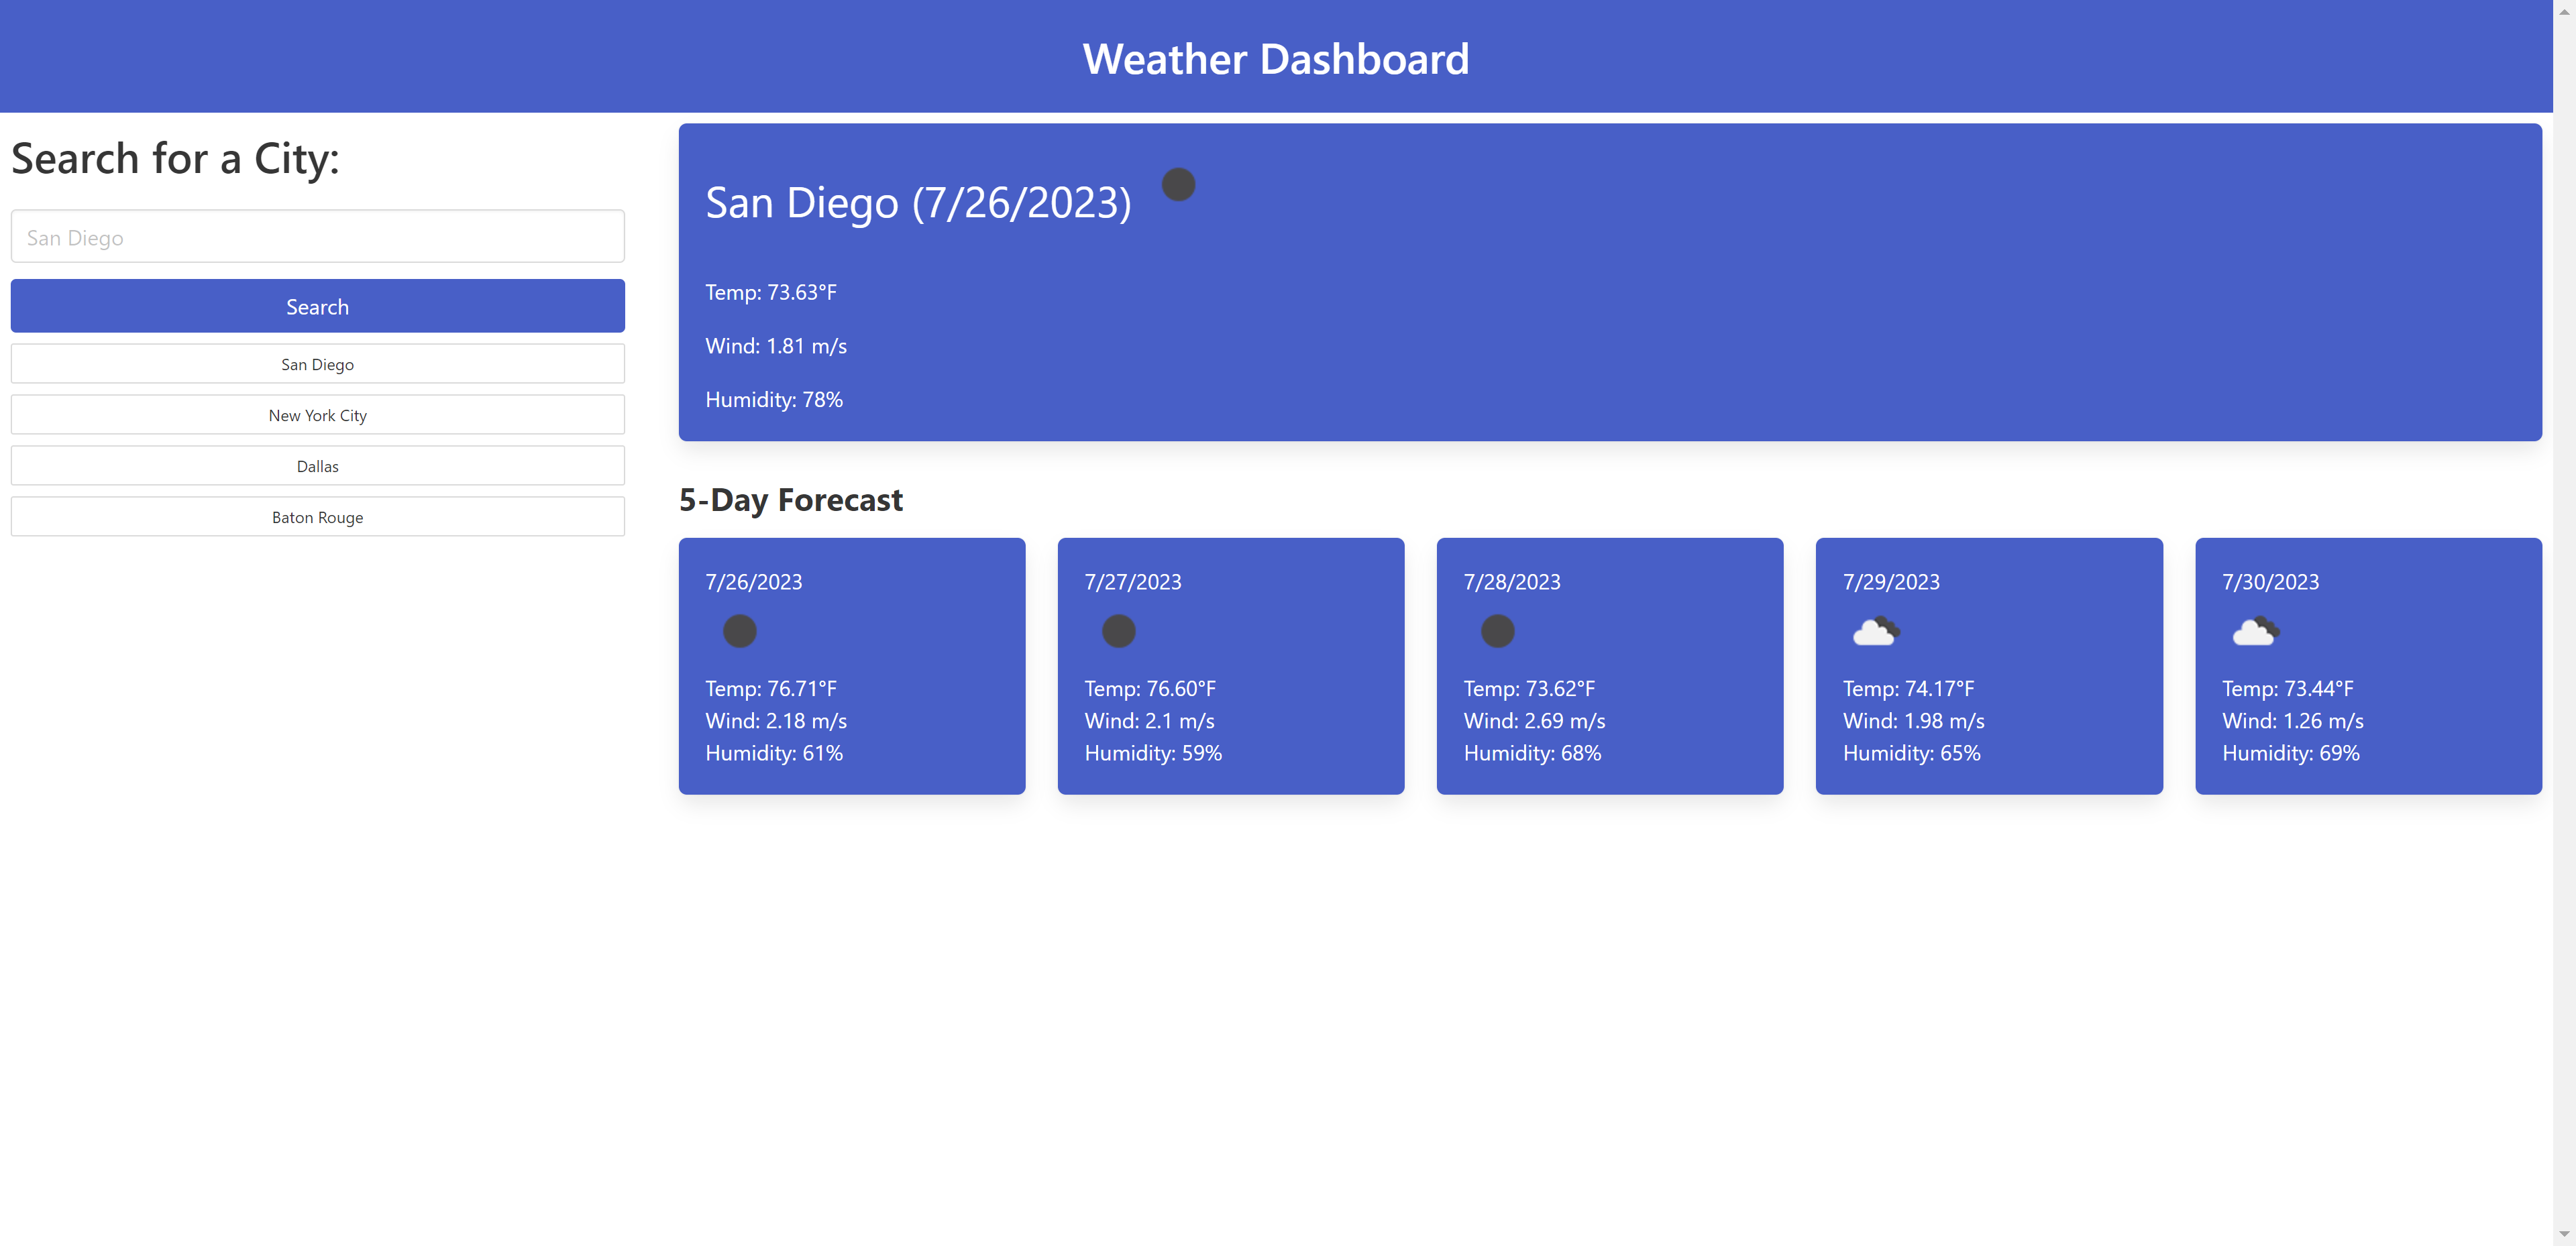 Weather Dashboard
Search for a City:
San Diego
Search
San Diego
New York City
Dallas
Baton Rouge
San Diego (7/26/2023)
Temp: 73.63°F
Wind: 1.81 m/s
Humidity: 78%
5-Day Forecast
7/26/2023
Temp: 76.71°F
Wind: 2.18 m/s
Humidity: 61%
7/27/2023
Temp: 76.60°F
Wind: 2.1 m/s
Humidity: 59%
7/28/2023
Temp: 73.62°F
Wind: 2.69 m/s
Humidity: 68%
7/29/2023
Temp: 74.17°F
Wind: 1.98 m/s
Humidity: 65%
7/30/2023
Temp: 73.44°F
Wind: 1.26 m/s
Humidity: 69%